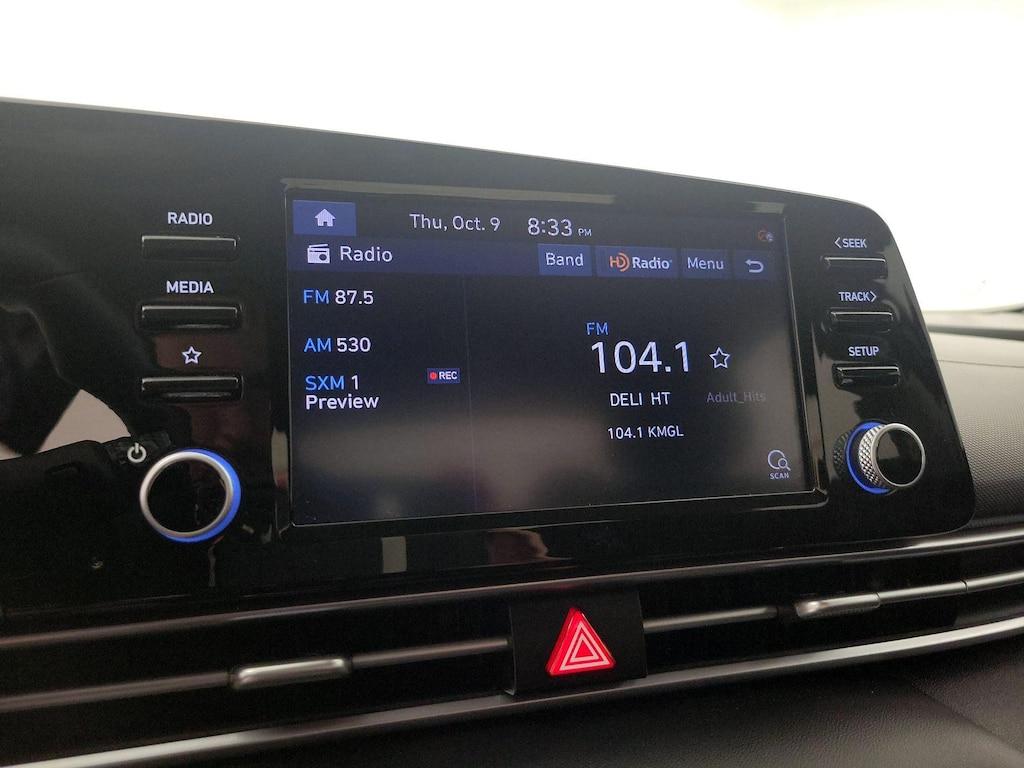 RADIO
MEDIA
Thu, Oct. 9 8:33 PM
Radio
Band
HD Radio
Menu
FM 87.5
AM 530
SXM 1
Preview
REC
FM
104.1
DELI HT
Adult_Hits
104.1 KMGL
SCAN
<SEEK
TRACK>
SETUP